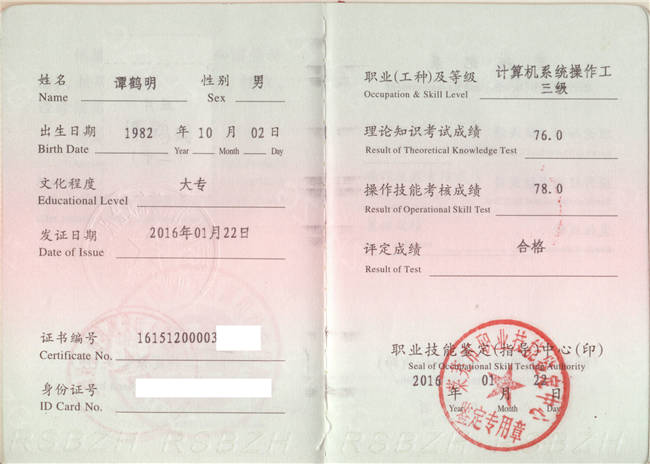 姓名 谭鹤明 性别 男
Name Sex
出生日期 1982 年 10 月 02日
Birth Date Year Month Day
文化程度 大专
Educational Level
发证日期 2016年01月22日
Date of Issue
证书编号 16151200003
Certificate No.
身份证号
ID Card No.
职业(工种)及等级 计算机系统操作工
三级
Occupation & Skill Level
理论知识考试成绩 76.0
Result of Theoretical Knowledge Test
操作技能考核成绩 78.0
Result of Operational Skill Test
评定成绩 合格
Result of Test
职业技能鉴定(指导)中心(印)
Seal of Occupational Skill Testing Authority
2016 01 22
年 月 日
Year Month Day
鉴定专用章
RSBZH RSBZH RSBZH RSBZH